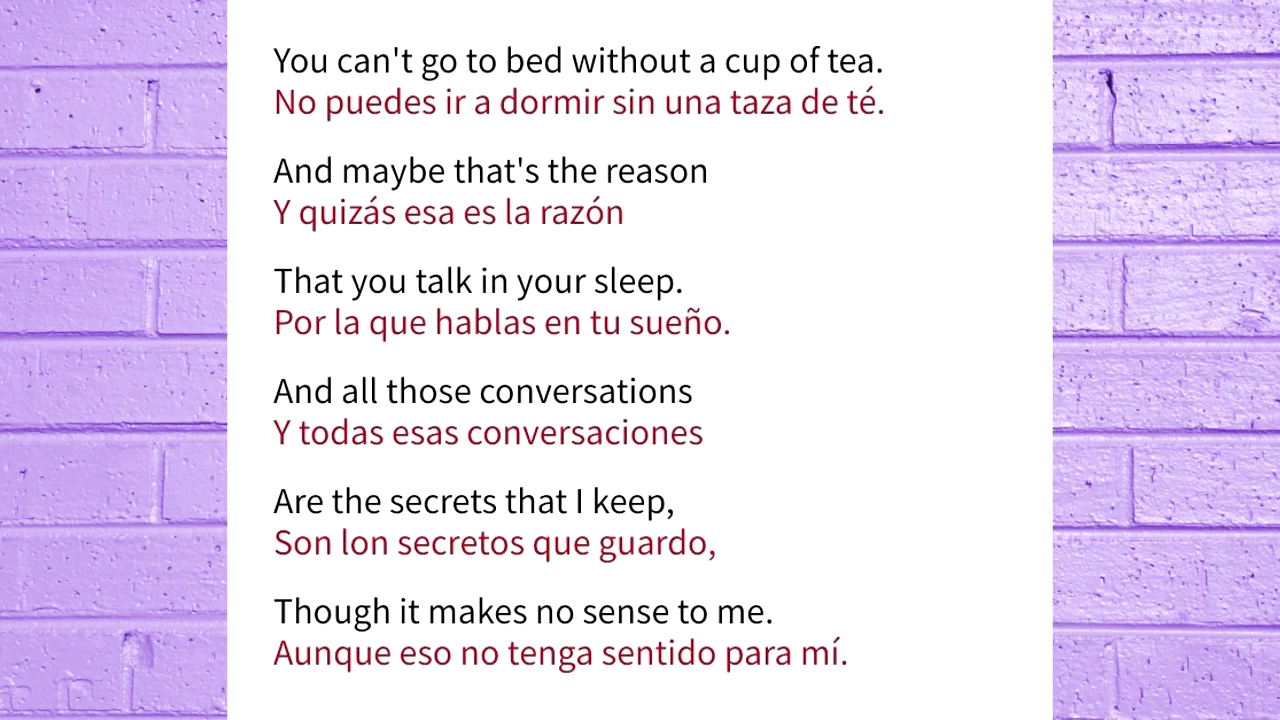 You can't go to bed without a cup of tea.
No puedes ir a dormir sin una taza de té.
And maybe that's the reason
Y quizás esa es la razón
That you talk in your sleep.
Por la que hablas en tu sueño.
And all those conversations
Y todas esas conversaciones
Are the secrets that I keep,
Son lon secretos que guardo,
Though it makes no sense to me.
Aunque eso no tenga sentido para mí.